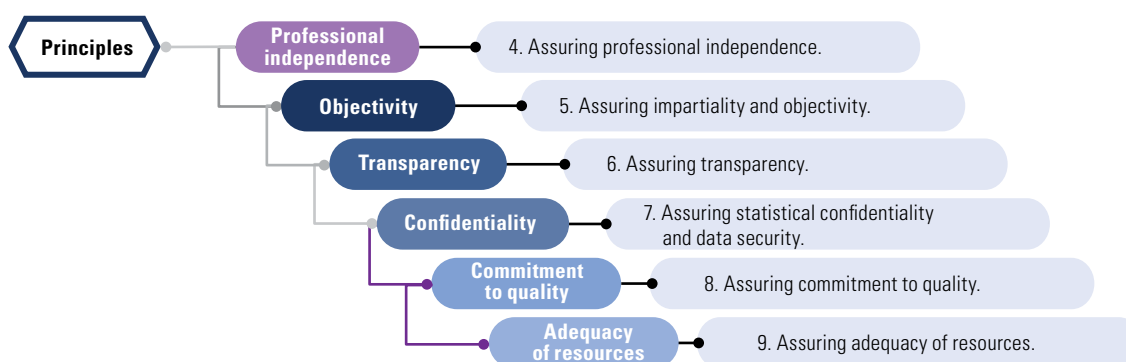 Principles
Professional
independence
4. Assuring professional independence.
Objectivity
5. Assuring impartiality and objectivity.
Transparency
6. Assuring transparency.
Confidentiality
7. Assuring statistical confidentiality
and data security.
Commitment
to quality
8. Assuring commitment to quality.
Adequacy
of resources
9. Assuring adequacy of resources.